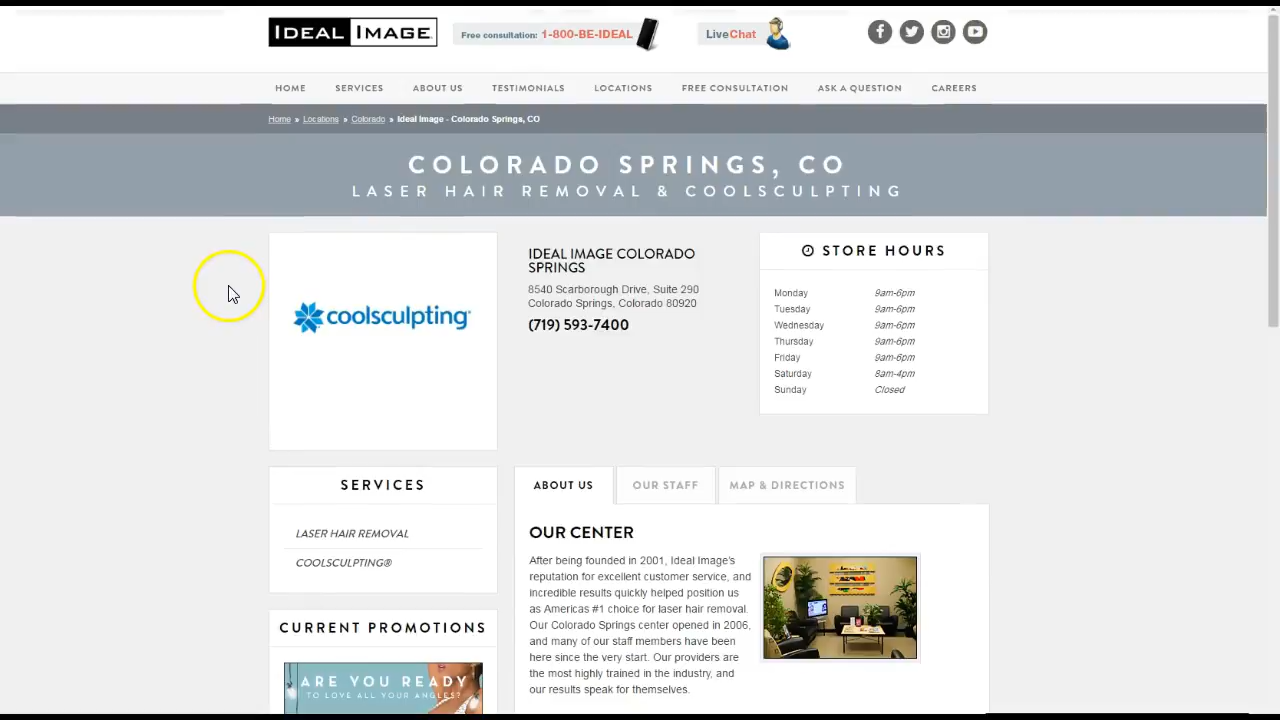 IDEAL IMAGE
Free consultation: 1-800-BE-IDEAL
LiveChat
HOME SERVICES ABOUT US TESTIMONIALS LOCATIONS FREE CONSULTATION ASK A QUESTION CAREERS
Home » Locations » Colorado » Ideal Image - Colorado Springs, CO
COLORADO SPRINGS, CO
LASER HAIR REMOVAL & COOLSCULPTING
coolsculpting
IDEAL IMAGE COLORADO
SPRINGS
8540 Scarborough Drive, Suite 290
Colorado Springs, Colorado 80920
(719) 593-7400
STORE HOURS
Monday 9am-6pm
Tuesday 9am-6pm
Wednesday 9am-6pm
Thursday 9am-6pm
Friday 9am-6pm
Saturday 8am-4pm
Sunday Closed
SERVICES
LASER HAIR REMOVAL
COOLSCULPTING®
CURRENT PROMOTIONS
ARE YOU READY
TO LOVE ALL YOUR ANGLES?
ABOUT US OUR STAFF MAP & DIRECTIONS
OUR CENTER
After being founded in 2001, Ideal Image's
reputation for excellent customer service, and
incredible results quickly helped position us
as Americas #1 choice for laser hair removal.
Our Colorado Springs center opened in 2006,
and many of our staff members have been
here since the very start. Our providers are
the most highly trained in the industry, and
our results speak for themselves.